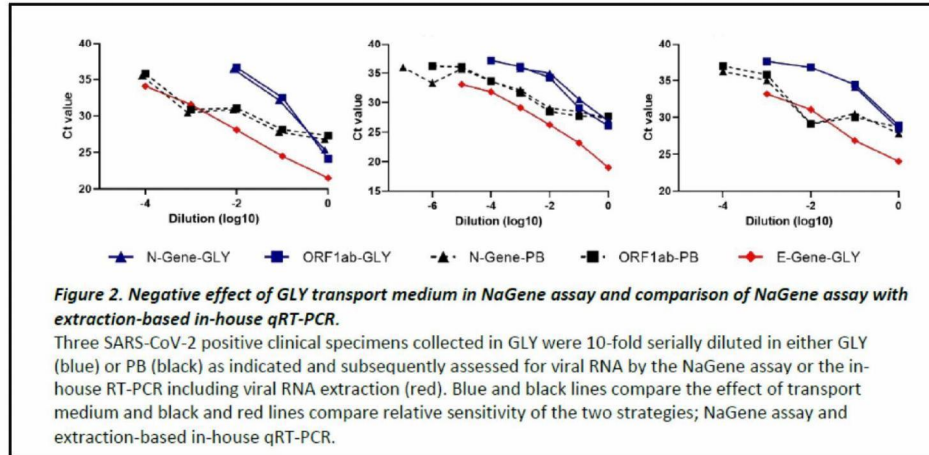 40
35
30
25
20
Ct value
-4
-2
0
Dilution (log10)
40
35
30
25
20
15
Ct value
-6
-4
-2
0
Dilution (log10)
40
35
30
25
20
Ct value
-4
-2
0
Dilution (log10)
N-Gene-GLY ORF1ab-GLY N-Gene-PB ORF1ab-PB E-Gene-GLY
Figure 2. Negative effect of GLY transport medium in NaGene assay and comparison of NaGene assay with
extraction-based in-house qRT-PCR.
Three SARS-CoV-2 positive clinical specimens collected in GLY were 10-fold serially diluted in either GLY
(blue) or PB (black) as indicated and subsequently assessed for viral RNA by the NaGene assay or the in-
house RT-PCR including viral RNA extraction (red). Blue and black lines compare the effect of transport
medium and black and red lines compare relative sensitivity of the two strategies; NaGene assay and
extraction-based in-house qRT-PCR.